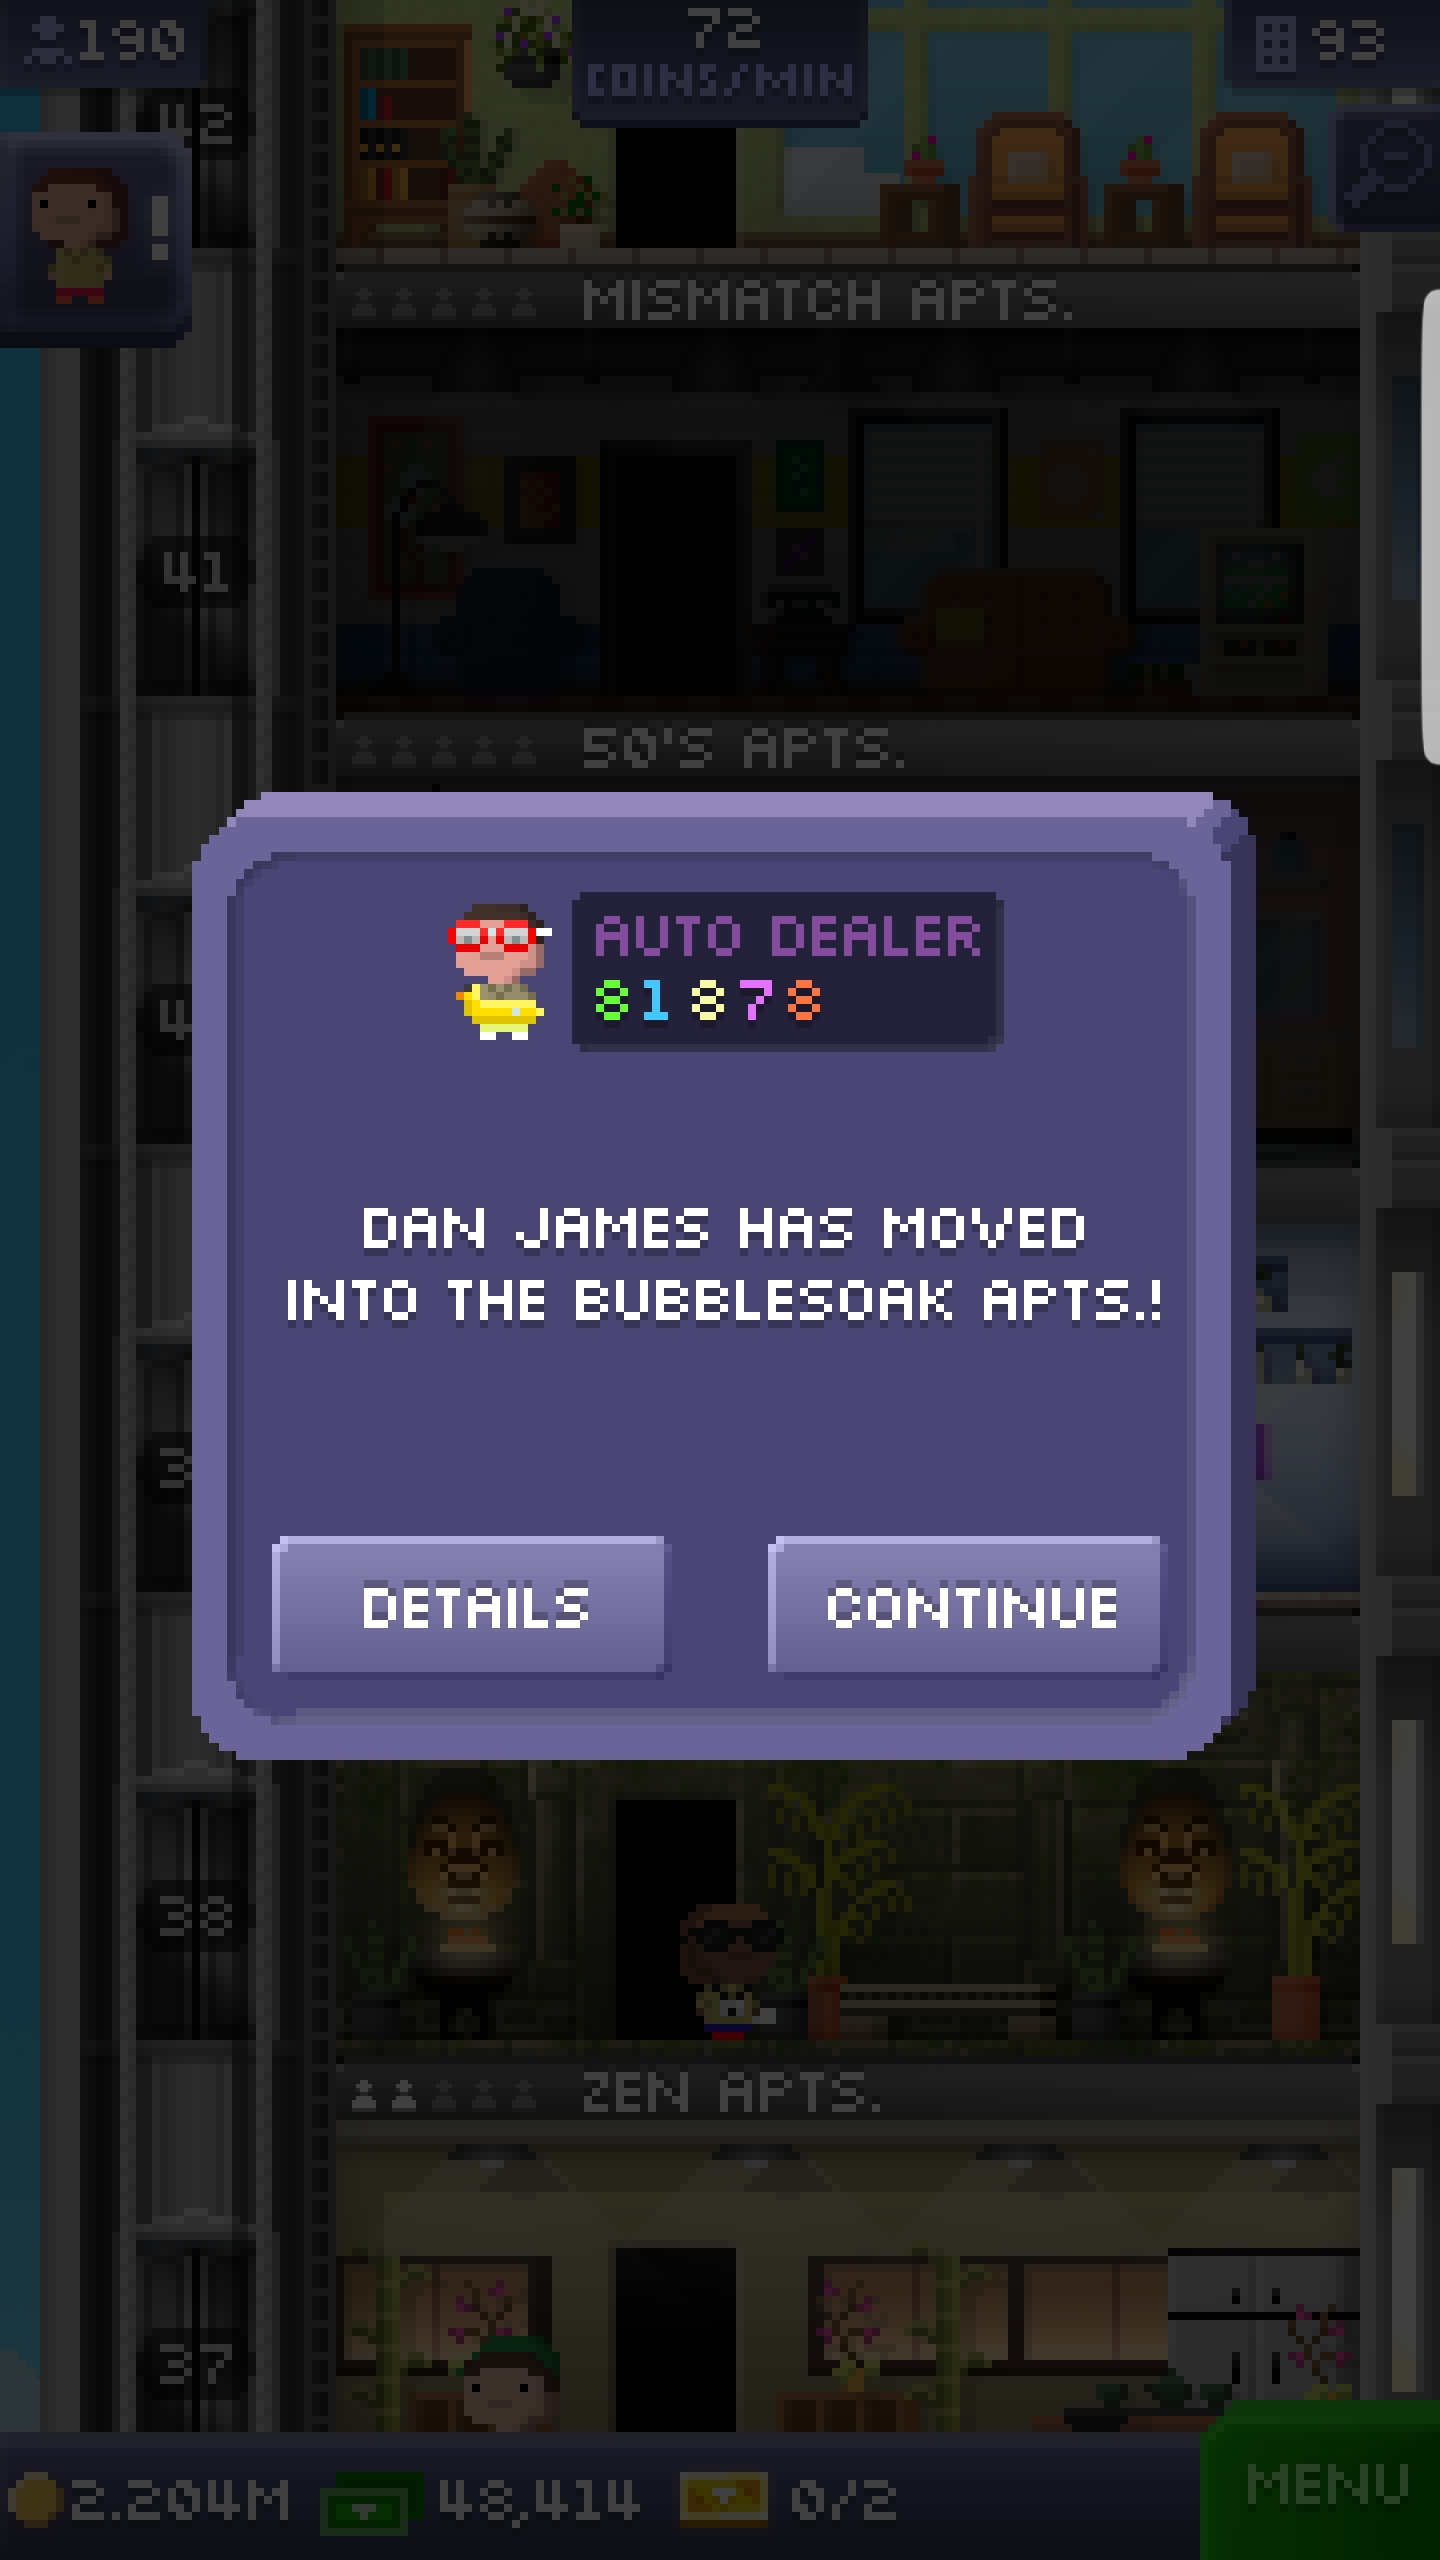 190
72
COINS/MIN
93
42
!
MISMATCH APTS.
41
50'S APTS.
AUTO DEALER
8 1 8 7 8
DAN JAMES HAS MOVED
INTO THE BUBBLESOAK APTS.!
DETAILS
CONTINUE
38
ZEN APTS.
37
2.204M
48,414
0/2
MENU